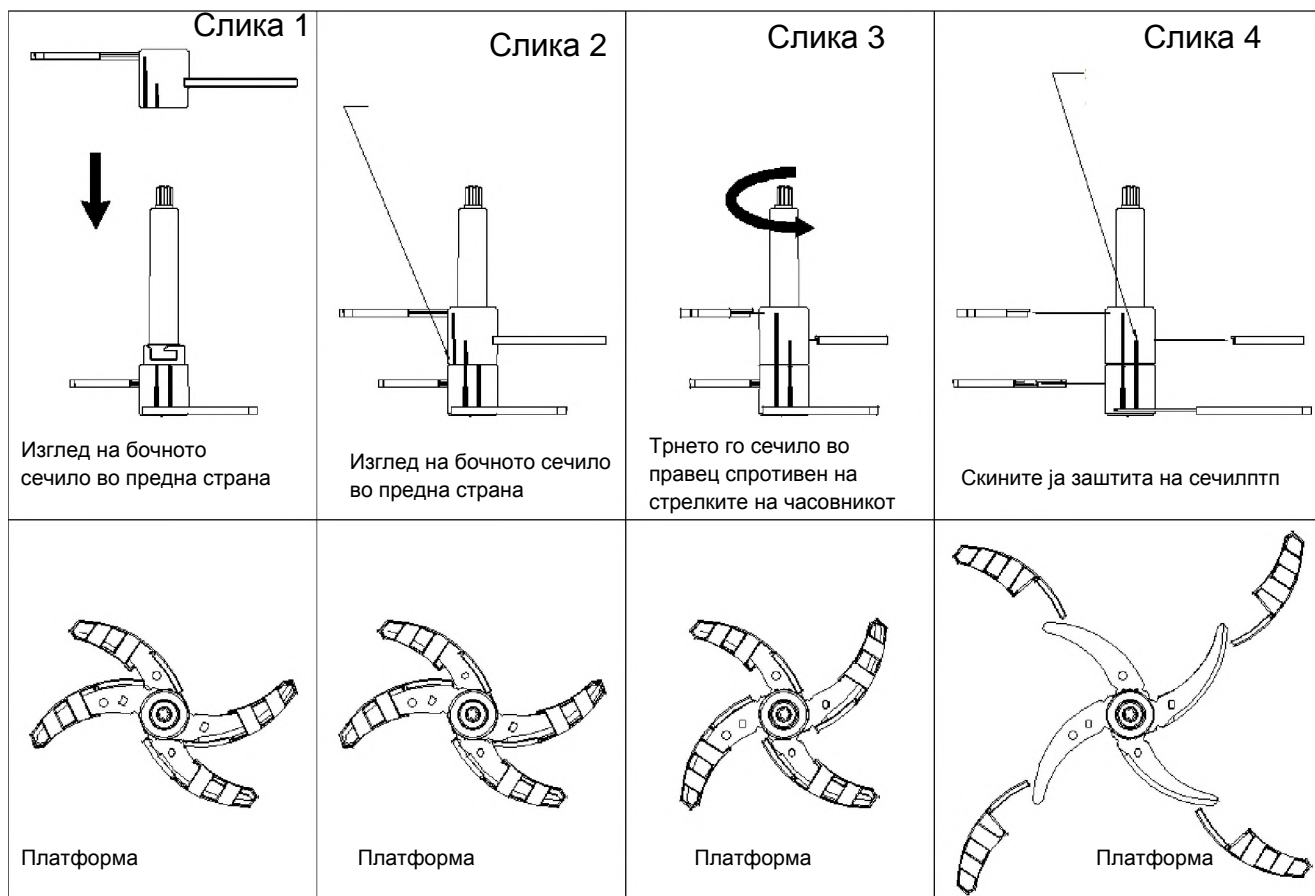 Слика 1
Слика 2
Слика 3
Слика 4
Изглед на бочното
сечило во предна страна
Изглед на бочното сечило
во предна страна
Трнето го сечило во
правец спротивен на
стрелките на часовникот
Скините ја заштита на сечилптп
Платформа
Платформа
Платформа
Платформа